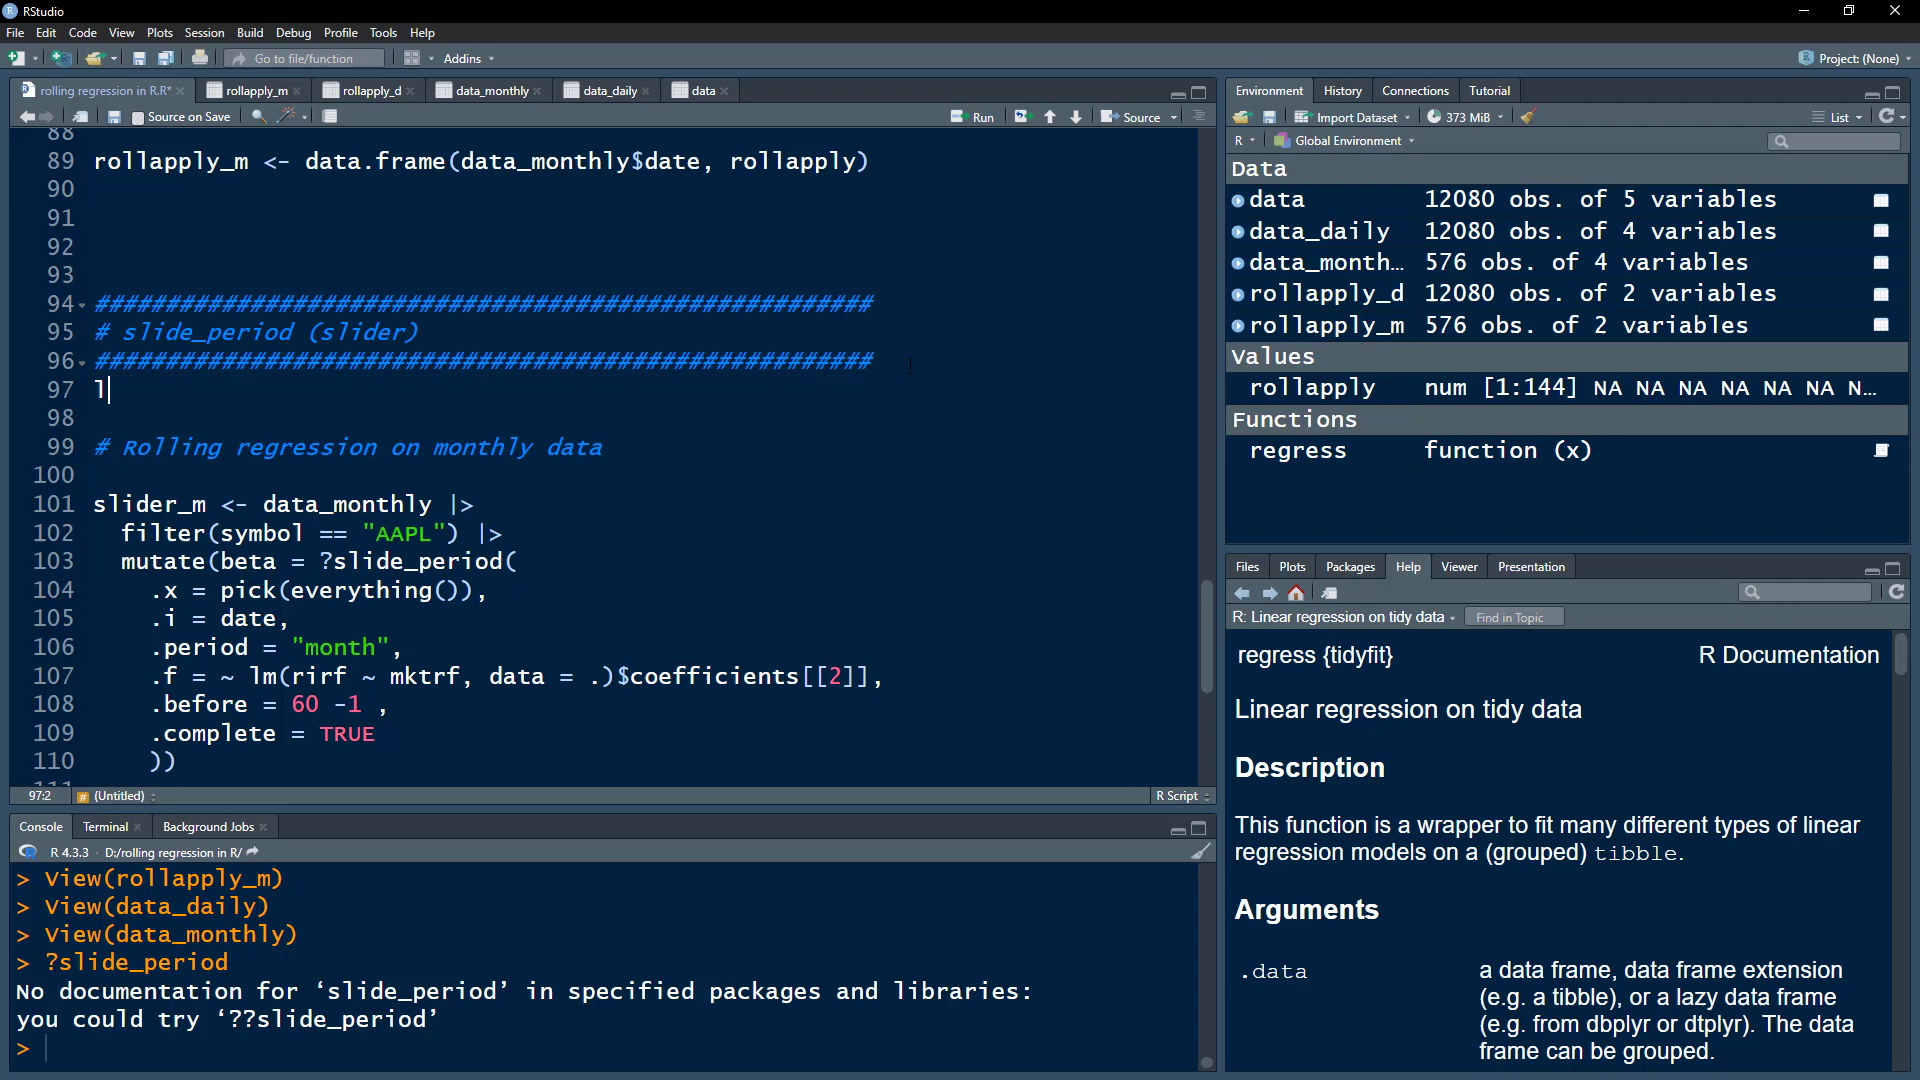 RStudio
File Edit Code View Plots Session Build Debug Profile Tools Help
Go to file/function Addins Project: (None)
rolling regression in R.R* rollapply_m rollapply_d data_monthly data_daily data
Source on Save Run Source
88
89 rollapply_m <- data.frame(data_monthly$date, rollapply)
90
91
92
93
94 #######################################################
95 # slide_period (slider)
96 #######################################################
97 l
98
99 # Rolling regression on monthly data
100
101 slider_m <- data_monthly |>
102 filter(symbol == "AAPL") |>
103 mutate(beta = ?slide_period(
104 .x = pick(everything()),
105 .i = date,
106 .period = "month",
107 .f = ~ lm(rirf ~ mktrf, data = .)$coefficients[[2]],
108 .before = 60 -1 ,
109 .complete = TRUE
110 ))
111
97:2 # (Untitled) R Script
Console Terminal Background Jobs
R 4.3.3 · D:/rolling regression in R/
> View(rollapply_m)
> View(data_daily)
> View(data_monthly)
> ?slide_period
No documentation for ‘slide_period’ in specified packages and libraries:
you could try ‘??slide_period’
>
Environment History Connections Tutorial
Import Dataset 373 MiB List
R Global Environment
Data
data 12080 obs. of 5 variables
data_daily 12080 obs. of 4 variables
data_month… 576 obs. of 4 variables
rollapply_d 12080 obs. of 2 variables
rollapply_m 576 obs. of 2 variables
Values
rollapply num [1:144] NA NA NA NA NA NA N…
Functions
regress function (x)
Files Plots Packages Help Viewer Presentation
R: Linear regression on tidy data Find in Topic
regress {tidyfit} R Documentation
Linear regression on tidy data
Description
This function is a wrapper to fit many different types of linear
regression models on a (grouped) tibble.
Arguments
.data a data frame, data frame extension
(e.g. a tibble), or a lazy data frame
(e.g. from dbplyr or dtplyr). The data
frame can be grouped.